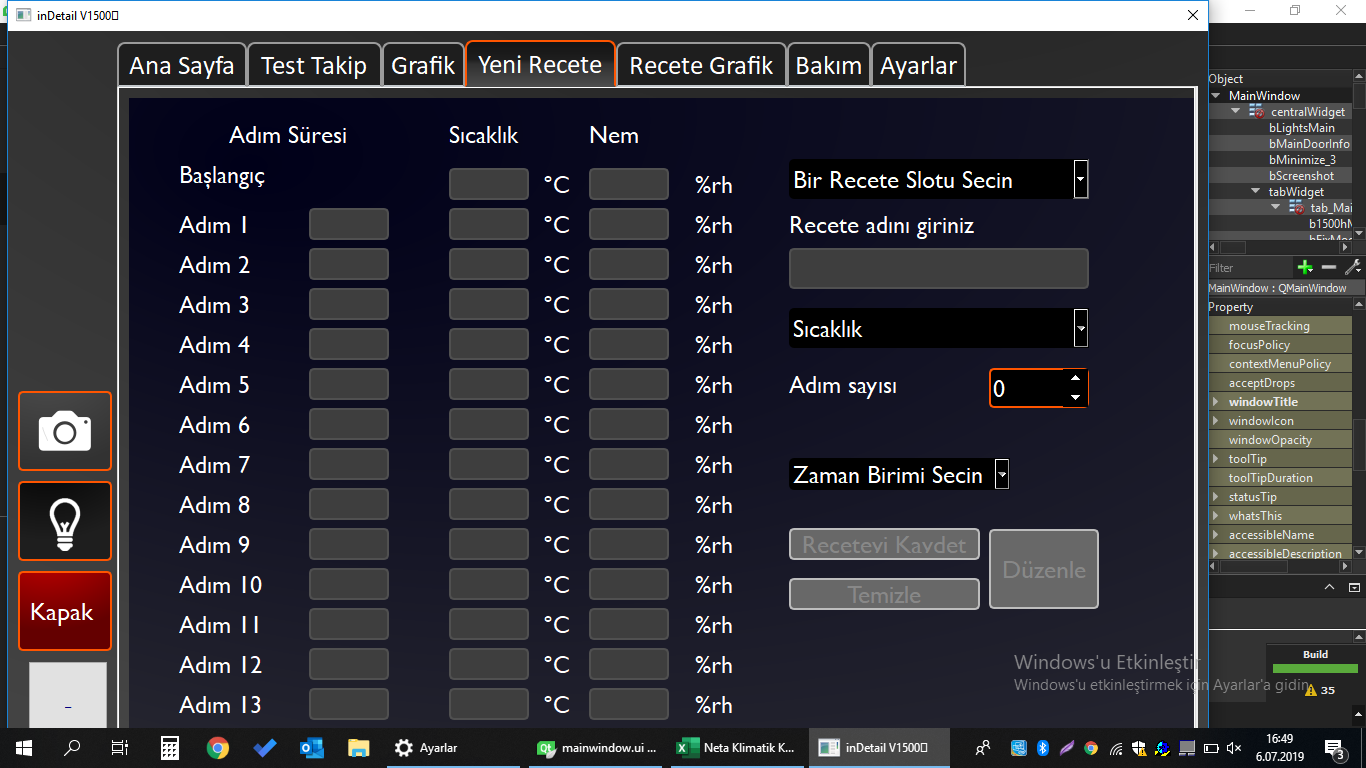 inDetail V1500
Ana Sayfa
Test Takip
Grafik
Yeni Recete
Recete Grafik
Bakım
Ayarlar
Adım Süresi Sıcaklık Nem
Başlangıç °C %rh
Adım 1 °C %rh
Adım 2 °C %rh
Adım 3 °C %rh
Adım 4 °C %rh
Adım 5 °C %rh
Adım 6 °C %rh
Adım 7 °C %rh
Adım 8 °C %rh
Adım 9 °C %rh
Adım 10 °C %rh
Adım 11 °C %rh
Adım 12 °C %rh
Adım 13 °C %rh
Bir Recete Slotu Secin
Recete adını giriniz
Sıcaklık
Adım sayısı 0
Zaman Birimi Secin
Receteyi Kaydet
Düzenle
Temizle
Kapak
-
Windows'u Etkinleştir
Windows'u etkinleştirmek için Ayarlar'a gidin.
Object
MainWindow
centralWidget
bLightsMain
bMainDoorInfo
bMinimize_3
bScreenshot
tabWidget
tab_Mai
b1500hM
Filter
MainWindow : QMainWindow
Property
mouseTracking
focusPolicy
contextMenuPolicy
acceptDrops
windowTitle
windowIcon
windowOpacity
toolTip
toolTipDuration
statusTip
whatsThis
accessibleName
accessibleDescription
Build
35
Ayarlar
mainwindow.ui ...
Neta Klimatik K...
inDetail V1500
16:49
6.07.2019
3